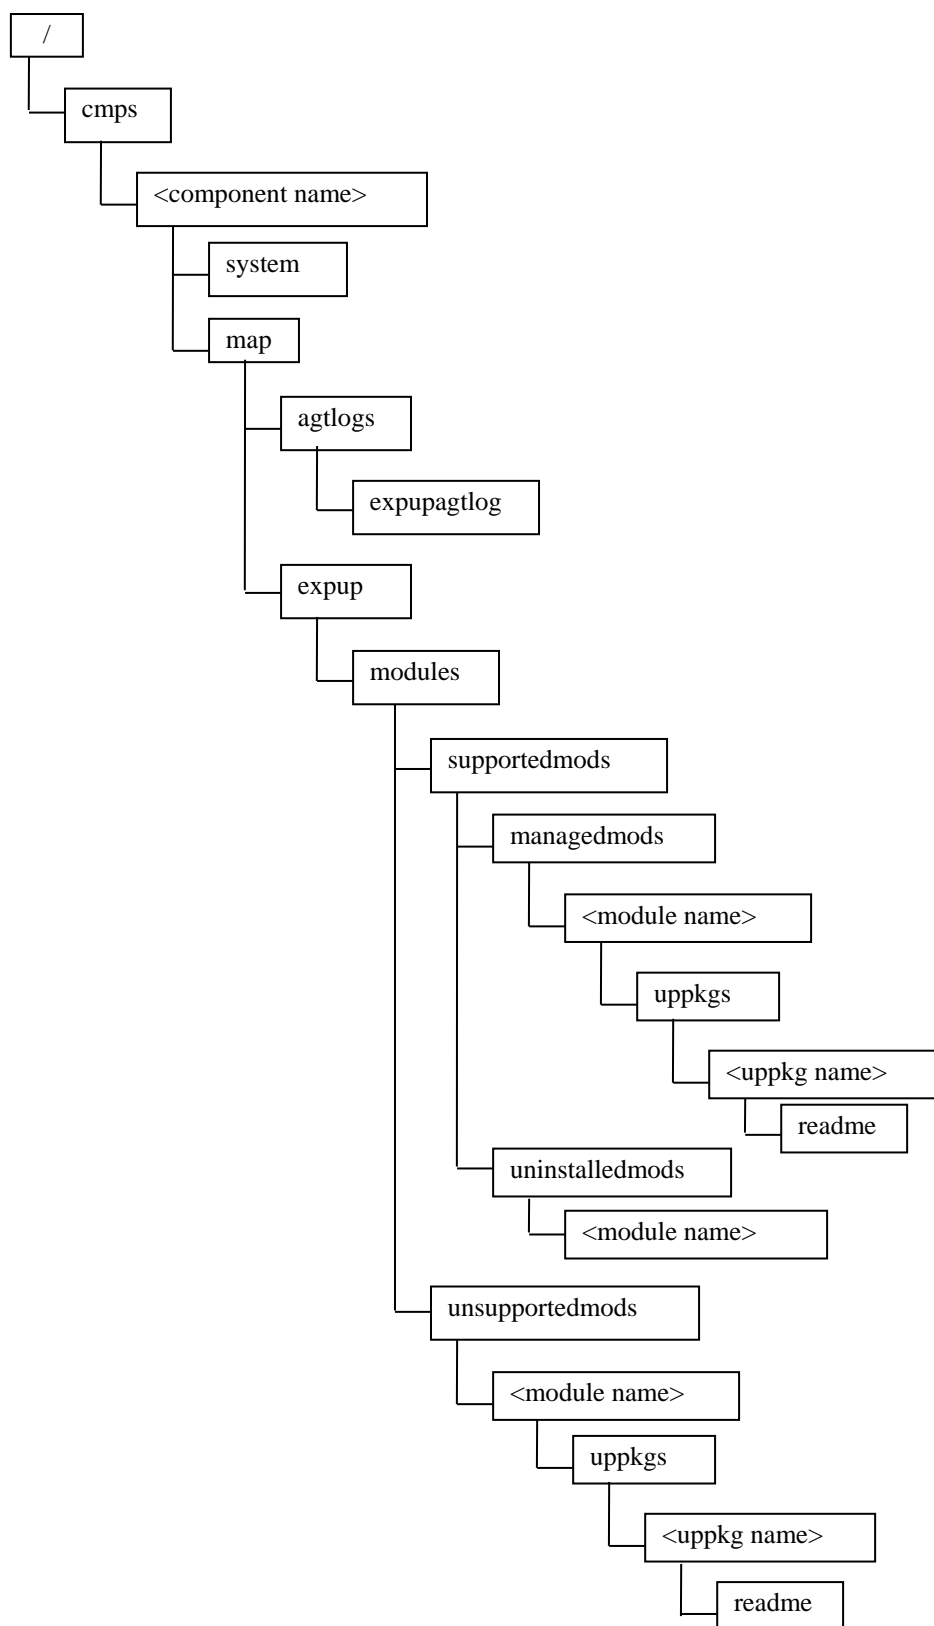 /
cmps
<component name>
system
map
agtlogs
expupagtlog
expup
modules
supportedmods
managedmods
<module name>
uppkgs
<uppkg name>
readme
uninstalledmods
<module name>
unsupportedmods
<module name>
uppkgs
<uppkg name>
readme